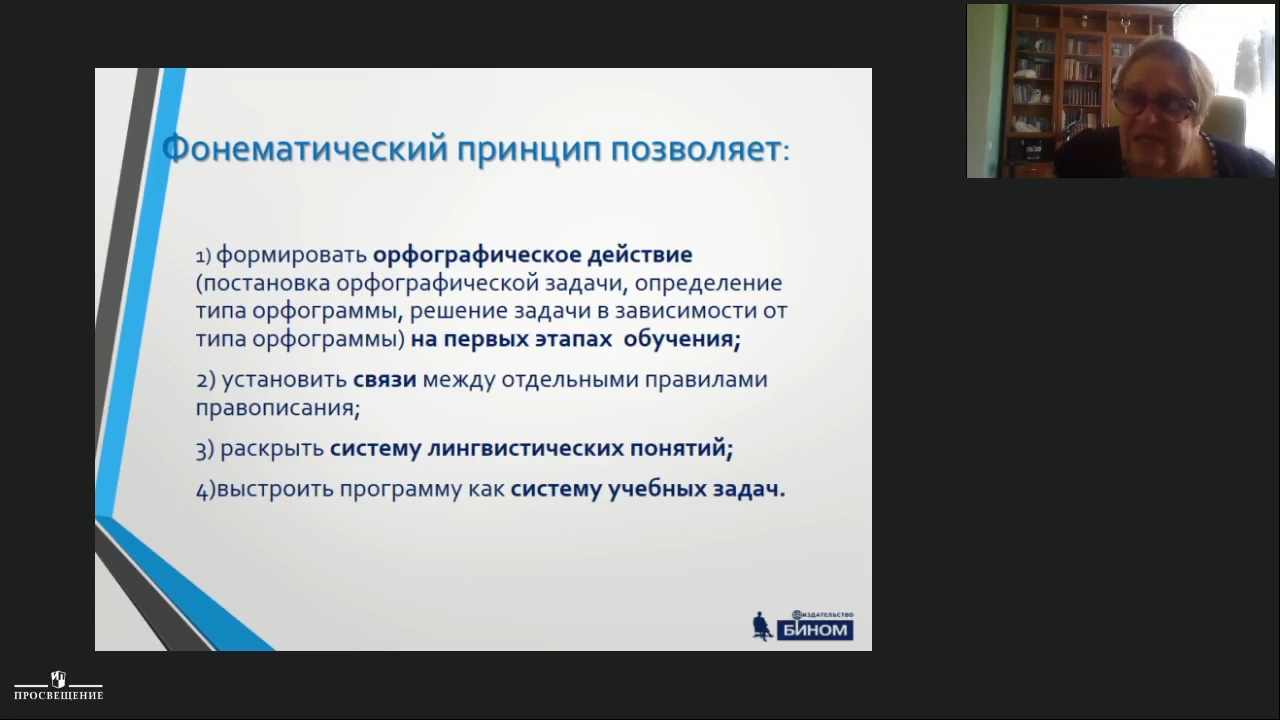 Фонематический принцип позволяет:
1) формировать орфографическое действие
(постановка орфографической задачи, определение
типа орфограммы, решение задачи в зависимости от
типа орфограммы) на первых этапах обучения;
2) установить связи между отдельными правилами
правописания;
3) раскрыть систему лингвистических понятий;
4)выстроить программу как систему учебных задач.
ИЗДАТЕЛЬСТВО
БИНОМ
ПРОСВЕЩЕНИЕ